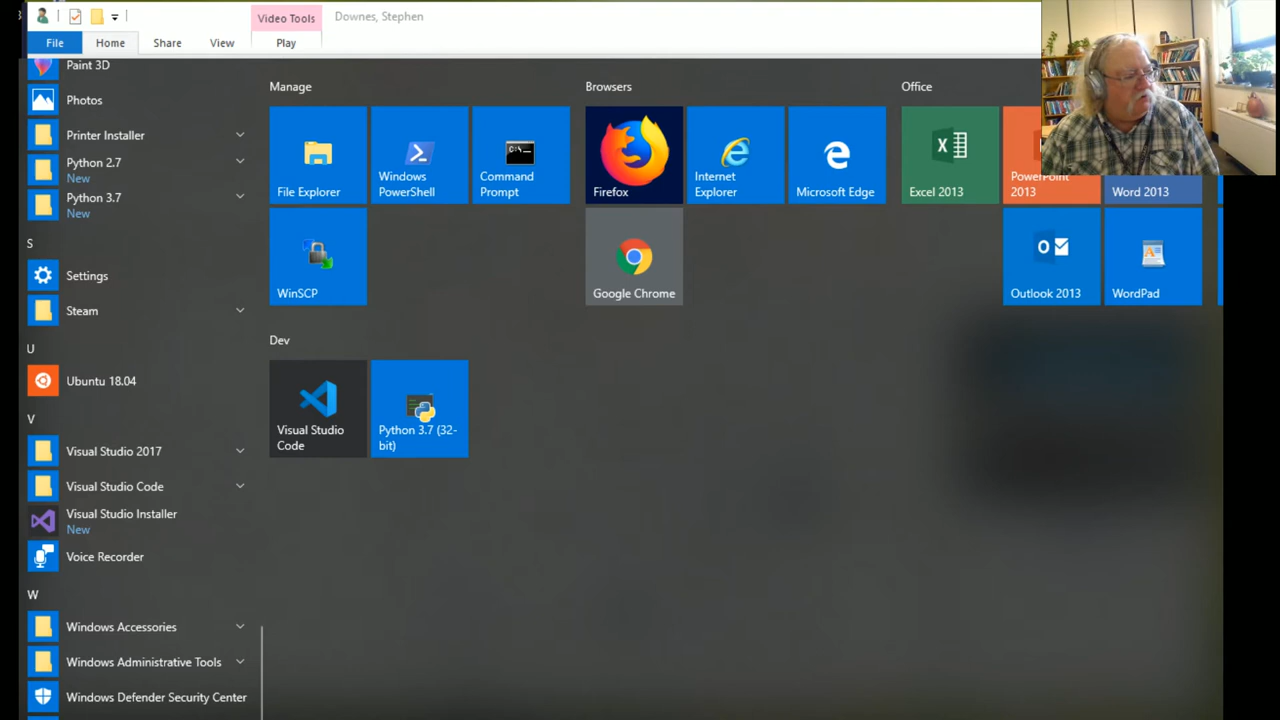 Video Tools
Downes, Stephen
File
Home
Share
View
Play
Paint 3D
Photos
Printer Installer
Python 2.7
New
Python 3.7
New
S
Settings
Steam
U
Ubuntu 18.04
V
Visual Studio 2017
Visual Studio Code
Visual Studio Installer
New
Voice Recorder
W
Windows Accessories
Windows Administrative Tools
Windows Defender Security Center
Manage
File Explorer
Windows
PowerShell
Command
Prompt
WinSCP
Dev
Visual Studio
Code
Python 3.7 (32-
bit)
Browsers
Firefox
Internet
Explorer
Microsoft Edge
Google Chrome
Office
Excel 2013
PowerPoint
2013
Word 2013
Outlook 2013
WordPad